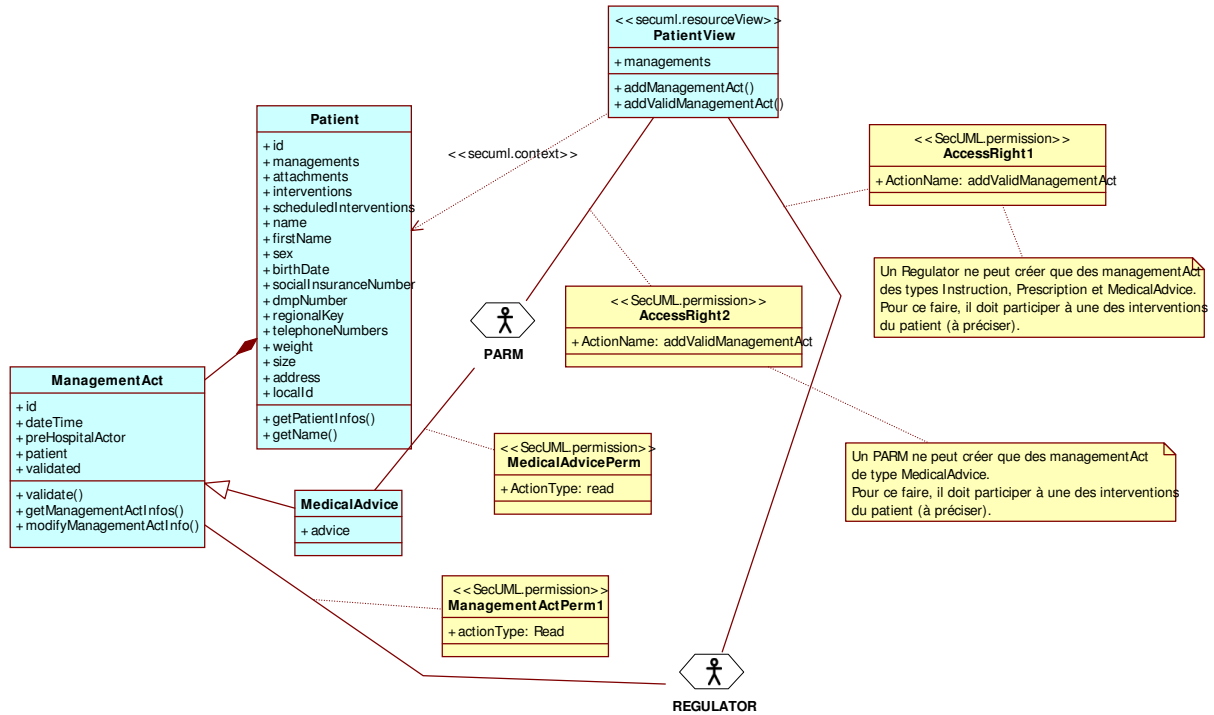 <<secuml.resourceView>>
PatientView
+ managements
+ addManagementAct()
+ addValidManagementAct()
Patient
+ id
+ managements
+ attachments
+ interventions
+ scheduledInterventions
+ name
+ firstName
+ sex
+ birthDate
+ socialInsuranceNumber
+ dmpNumber
+ regionalKey
+ telephoneNumbers
+ weight
+ size
+ address
+ localId
+ getPatientInfos()
+ getName()
<<secuml.context>>
<<SecUML.permission>>
AccessRight1
+ ActionName: addValidManagementAct
Un Regulator ne peut créer que des managementAct
des types Instruction, Prescription et MedicalAdvice.
Pour ce faire, il doit participer à une des interventions
du patient (à préciser).
<<SecUML.permission>>
AccessRight2
+ ActionName: addValidManagementAct
PARM
ManagementAct
+ id
+ dateTime
+ preHospitalActor
+ patient
+ validated
+ validate()
+ getManagementActInfos()
+ modifyManagementActInfo()
<<SecUML.permission>>
MedicalAdvicePerm
+ ActionType: read
Un PARM ne peut créer que des managementAct
de type MedicalAdvice.
Pour ce faire, il doit participer à une des interventions
du patient (à préciser).
MedicalAdvice
+ advice
<<SecUML.permission>>
ManagementActPerm1
+ actionType: Read
REGULATOR